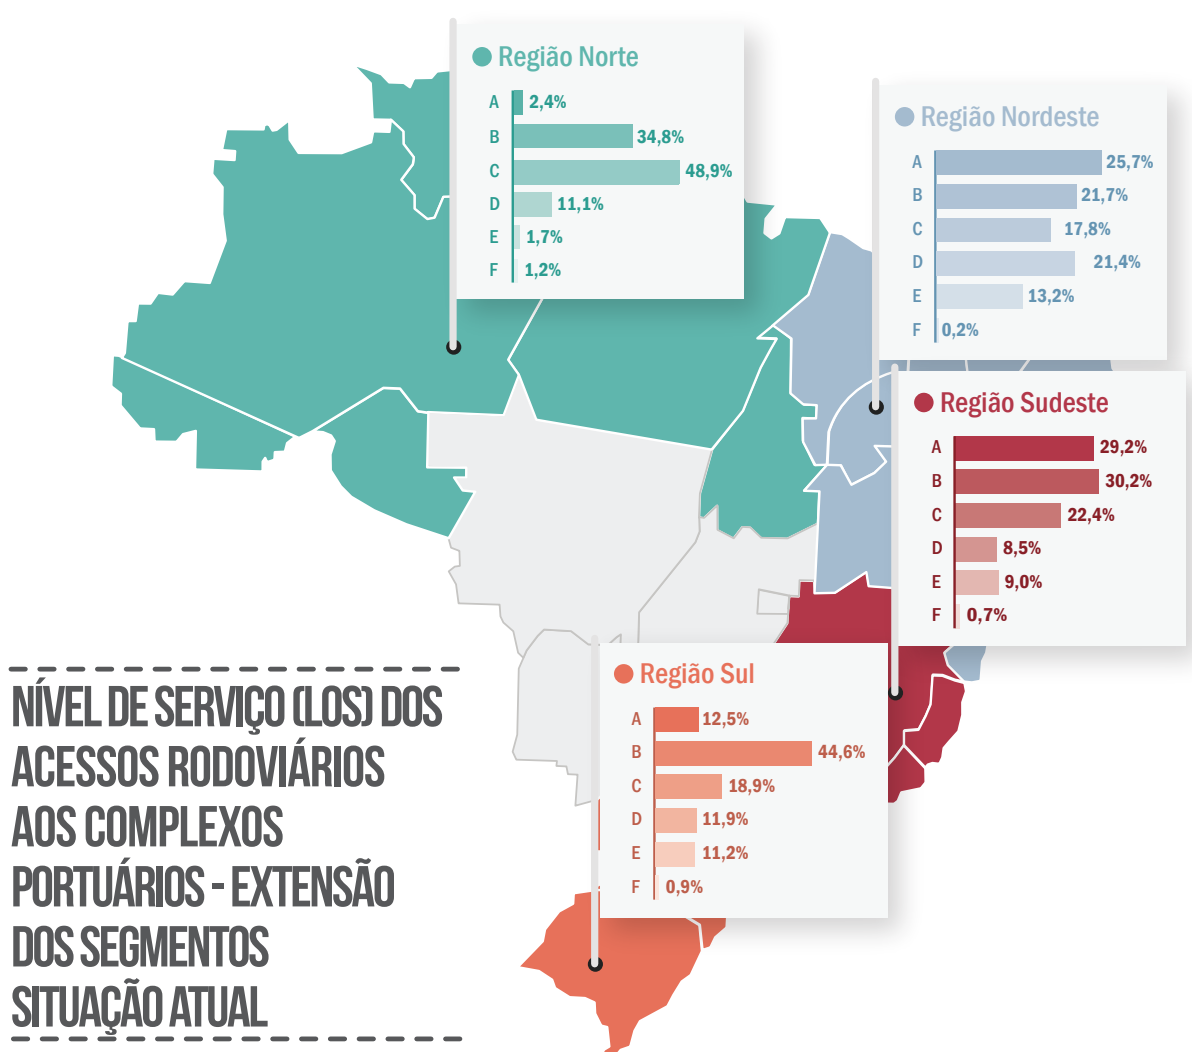 Região Norte
A 2,4%
B 34,8%
C 48,9%
D 11,1%
E 1,7%
F 1,2%
Região Nordeste
A 25,7%
B 21,7%
C 17,8%
D 21,4%
E 13,2%
F 0,2%
Região Sudeste
A 29,2%
B 30,2%
C 22,4%
D 8,5%
E 9,0%
F 0,7%
Região Sul
A 12,5%
B 44,6%
C 18,9%
D 11,9%
E 11,2%
F 0,9%
NÍVEL DE SERVIÇO (LOS) DOS
ACESSOS RODOVIÁRIOS
AOS COMPLEXOS
PORTUÁRIOS - EXTENSÃO
DOS SEGMENTOS
SITUAÇÃO ATUAL